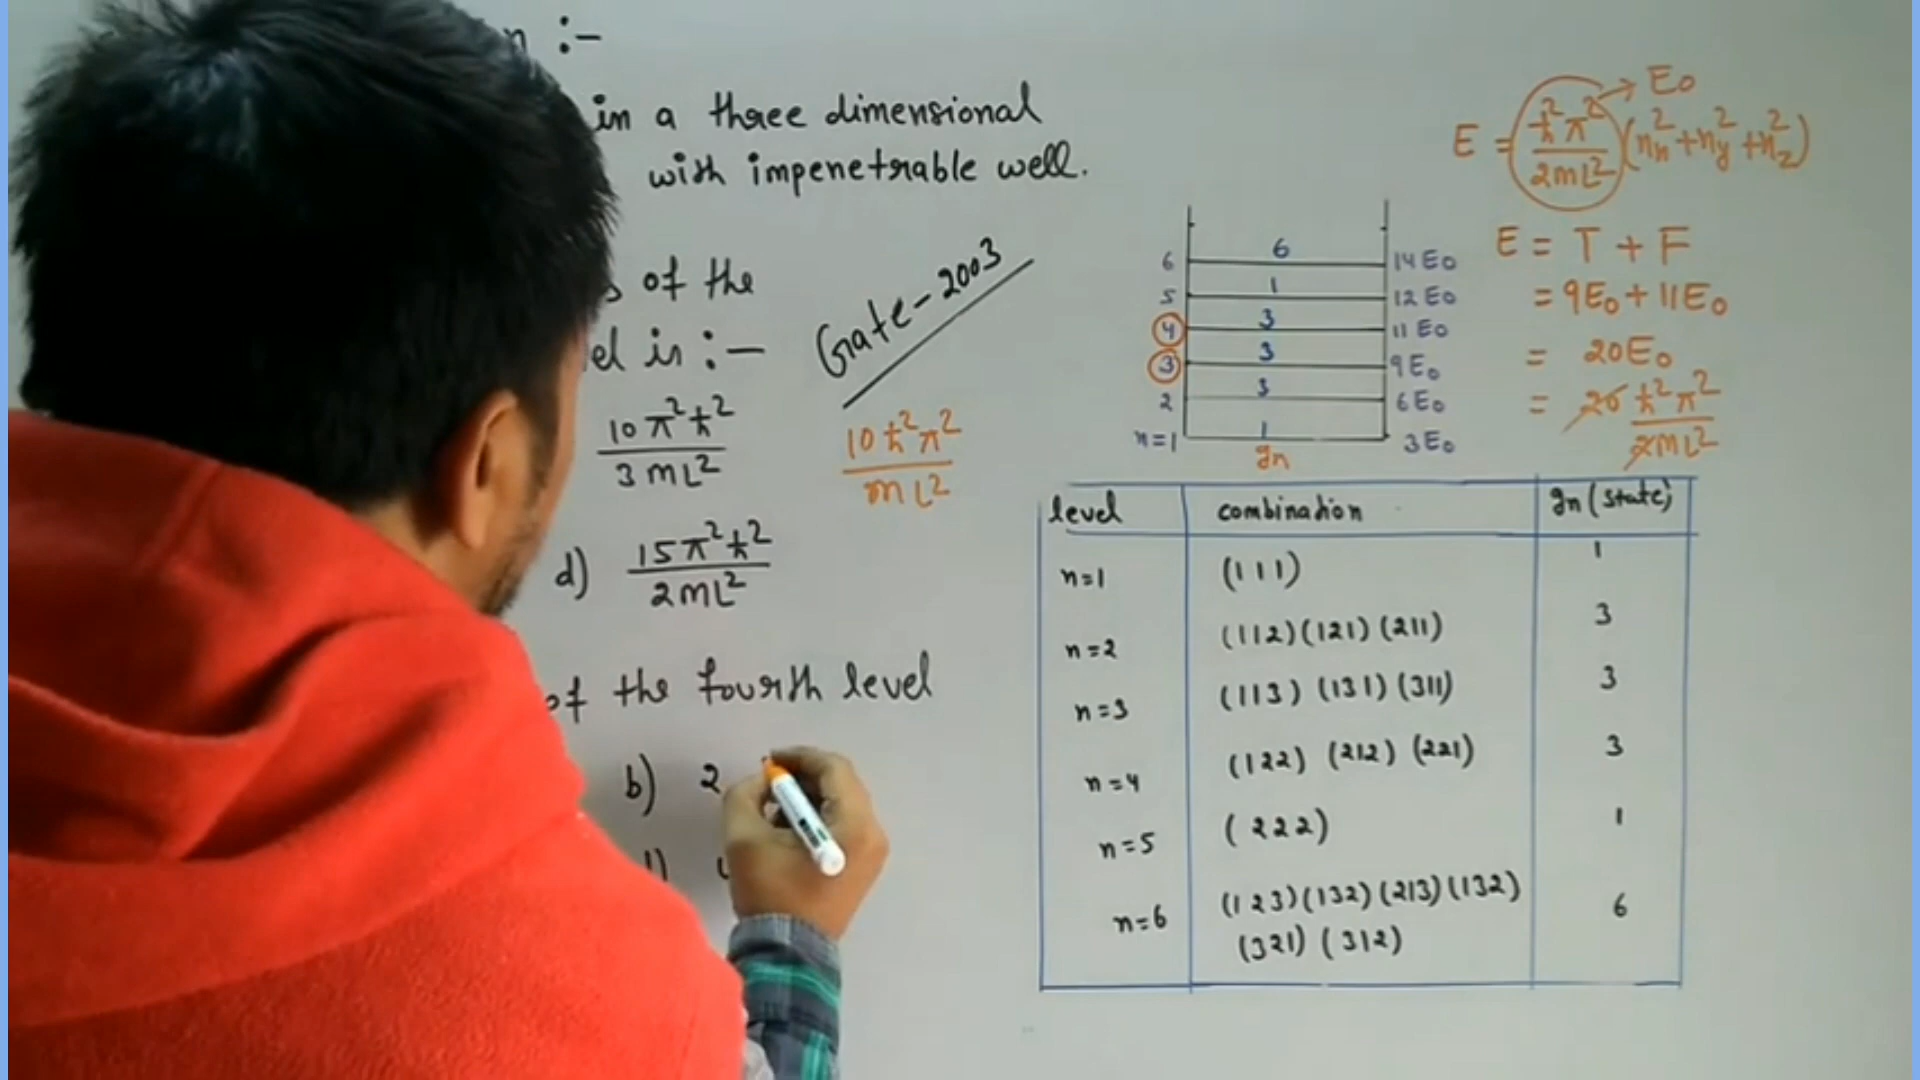 n :-
in a three dimensional
with impenetrable well.
of the
el is :-
Gate - 2003
10π²ħ²/3mL²
10ħ²π²/mL²
d) 15π²ħ²/2mL²
of the fourth level
b) 2
E = ħ²π²/2mL² (nₓ² + n_y² + n_z²) → E₀
E = T + F
= 9E₀ + 11E₀
= 20E₀
= 20 ħ²π²/2mL²
6 6 14E₀
5 1 12E₀
4 3 11E₀
3 3 9E₀
2 3 6E₀
n=1 1 3E₀
gn
level combination gn (state)
n=1 (111) 1
n=2 (112) (121) (211) 3
n=3 (113) (131) (311) 3
n=4 (122) (212) (221) 3
n=5 (222) 1
n=6 (123) (132) (213) (132) 6
(321) (312)